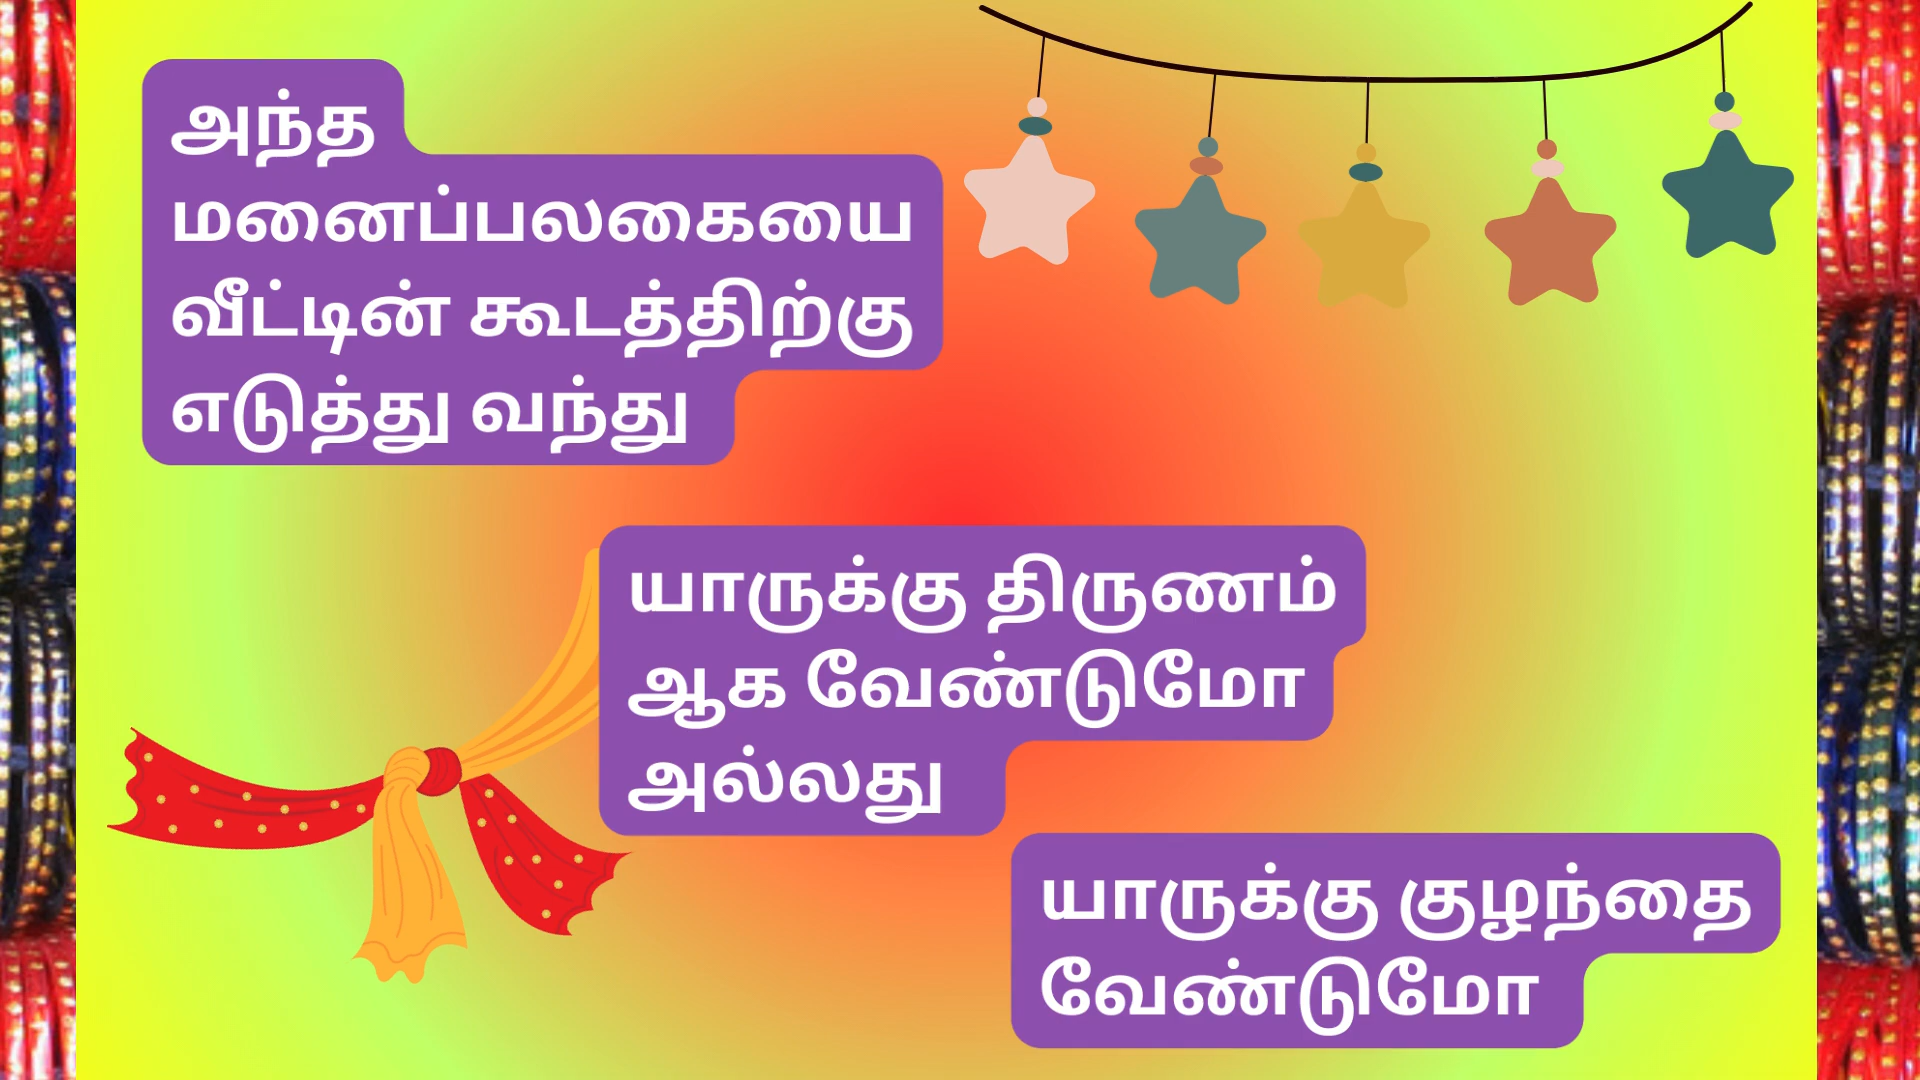 அந்த
மனைப்பலகையை
வீட்டின் கூடத்திற்கு
எடுத்து வந்து
யாருக்கு திருணம்
ஆக வேண்டுமோ
அல்லது
யாருக்கு குழந்தை
வேண்டுமோ